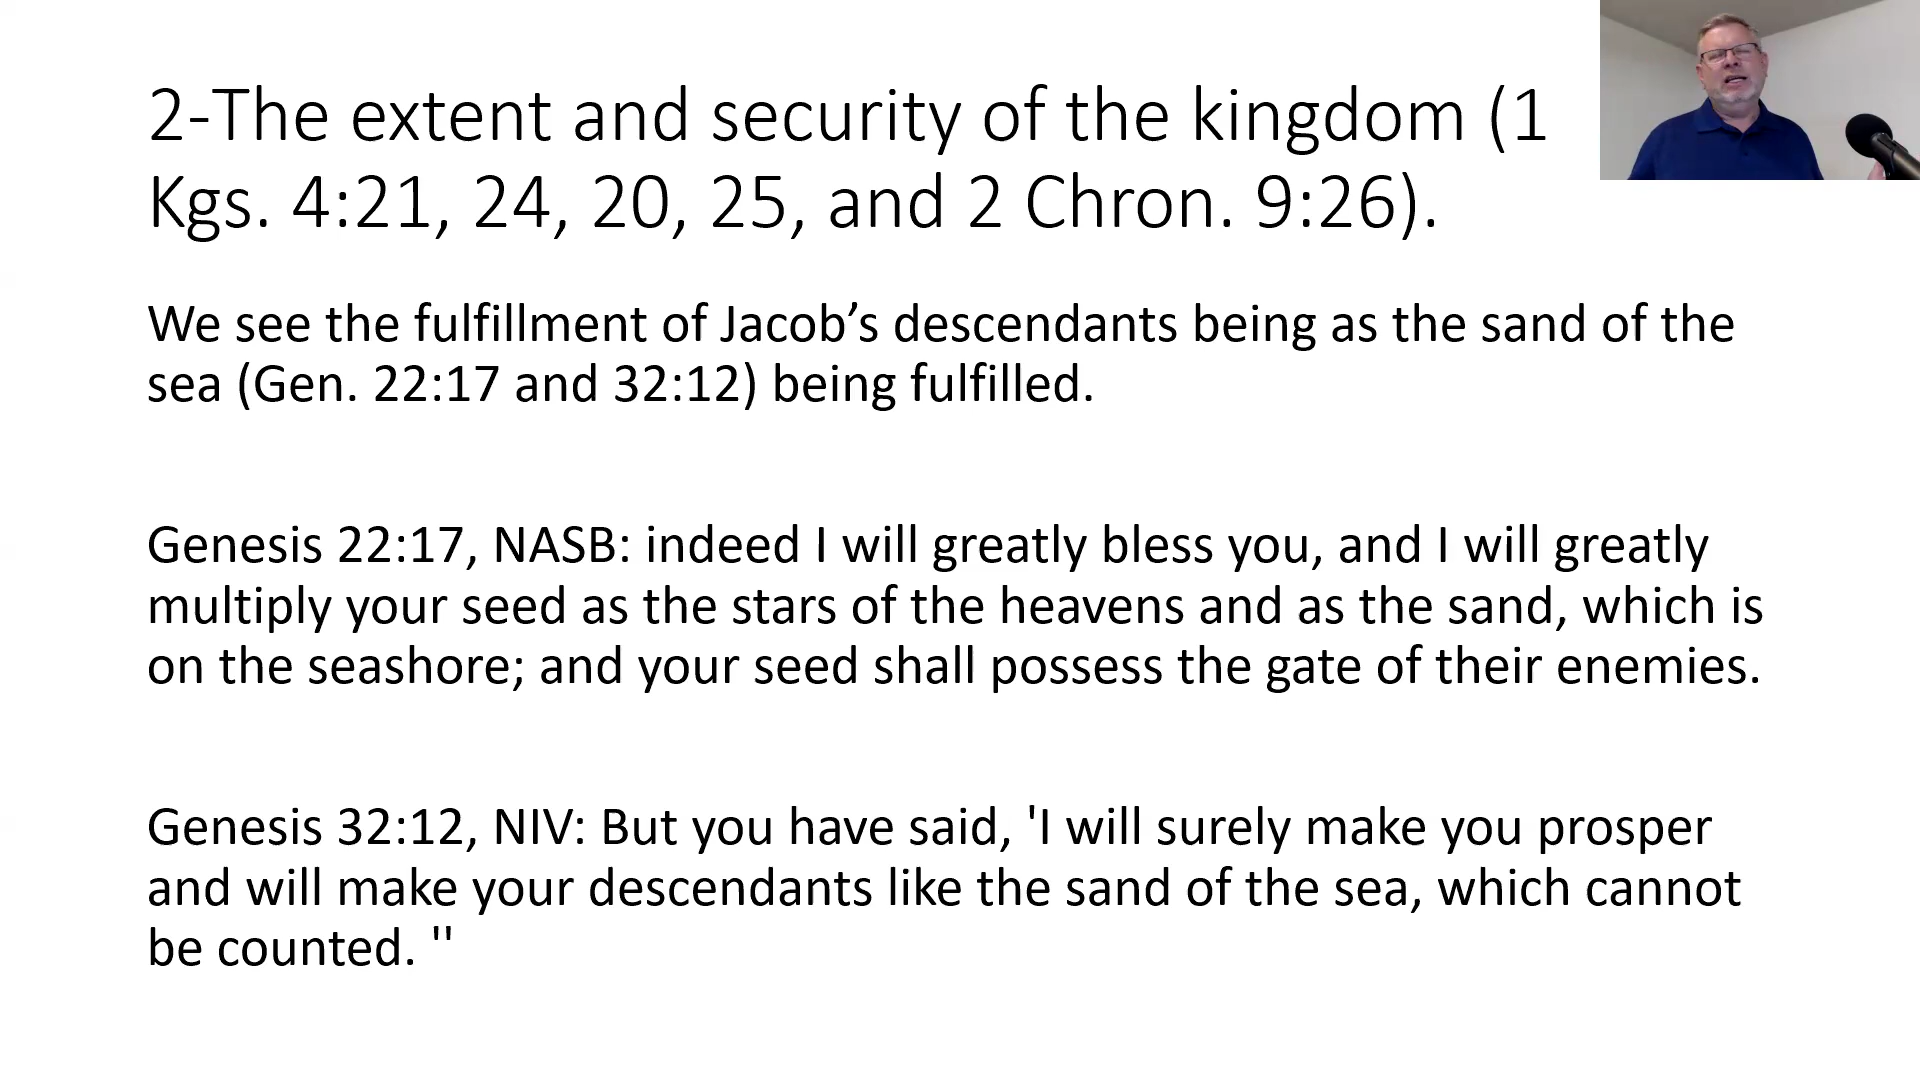 2-The extent and security of the kingdom (1
Kgs. 4:21, 24, 20, 25, and 2 Chron. 9:26).
We see the fulfillment of Jacob’s descendants being as the sand of the
sea (Gen. 22:17 and 32:12) being fulfilled.
Genesis 22:17, NASB: indeed I will greatly bless you, and I will greatly
multiply your seed as the stars of the heavens and as the sand, which is
on the seashore; and your seed shall possess the gate of their enemies.
Genesis 32:12, NIV: But you have said, 'I will surely make you prosper
and will make your descendants like the sand of the sea, which cannot
be counted. ''